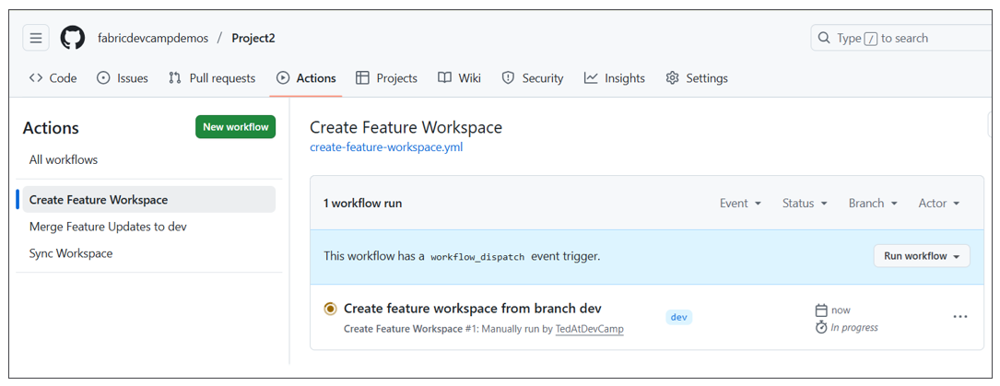 fabricdevcampdemos / Project2
Type / to search
Code Issues Pull requests Actions Projects Wiki Security Insights Settings
Actions
New workflow
All workflows
Create Feature Workspace
Merge Feature Updates to dev
Sync Workspace
Create Feature Workspace
create-feature-workspace.yml
1 workflow run
Event Status Branch Actor
This workflow has a workflow_dispatch event trigger.
Run workflow
Create feature workspace from branch dev
Create Feature Workspace #1: Manually run by TedAtDevCamp
dev
now
In progress